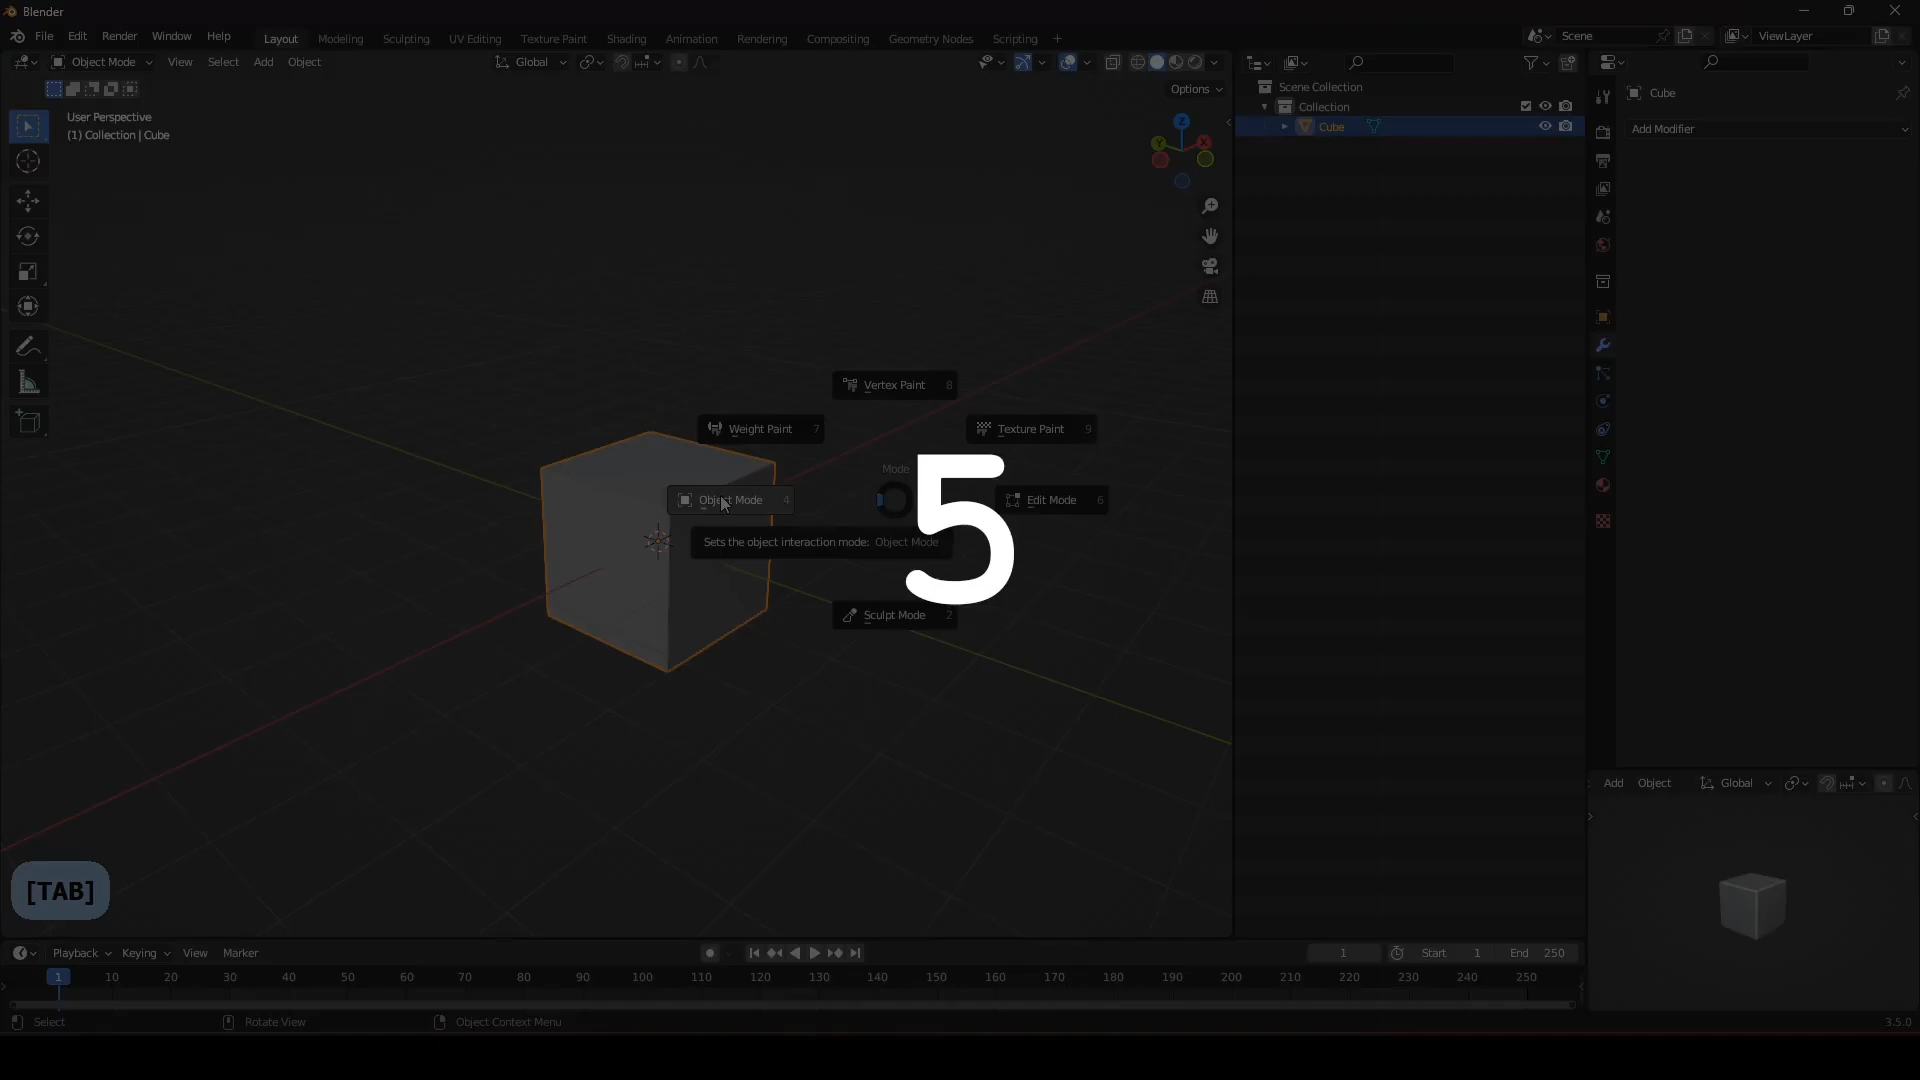 Blender
File Edit Render Window Help Layout Modeling Sculpting UV Editing Texture Paint Shading Animation Rendering Compositing Geometry Nodes Scripting + Scene ViewLayer
Object Mode View Select Add Object Global
Options
User Perspective
(1) Collection | Cube
Z
Y X
Scene Collection
Collection
Cube
Cube
Add Modifier
Vertex Paint 8
Weight Paint 7
Texture Paint 9
Mode
Object Mode 4
Edit Mode 6
5
Sets the object interaction mode: Object Mode
Sculpt Mode 2
Add Object Global
[TAB]
Playback Keying View Marker 1 Start 1 End 250
1 10 20 30 40 50 60 70 80 90 100 110 120 130 140 150 160 170 180 190 200 210 220 230 240 250
Select Rotate View Object Context Menu 3.5.0